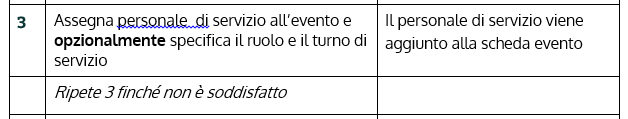 3
Assegna personale  di servizio all'evento e
opzionalmente specifica il ruolo e il turno di
servizio
Il personale di servizio viene
aggiunto alla scheda evento
Ripete 3 finché non è soddisfatto